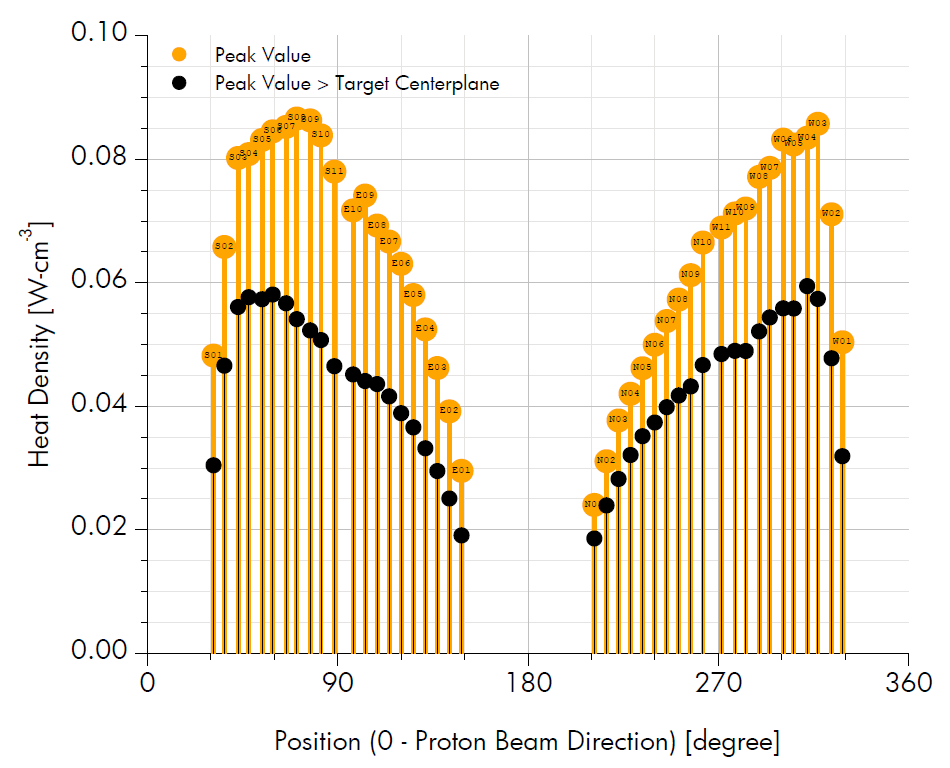 0.10
Peak Value
Peak Value > Target Centerplane
0.08
0.06
0.04
0.02
0.00
Heat Density [W-cm-3]
S01
S02
S03
S04
S05
S06
S07
S08
S09
S10
S11
E10
E09
E08
E07
E06
E05
E04
E03
E02
E01
N02
N03
N04
N05
N06
N07
N08
N09
N10
W11
W10
W09
W08
W07
W06
W05
W04
W03
W02
W01
0 90 180 270 360
Position (0 - Proton Beam Direction) [degree]